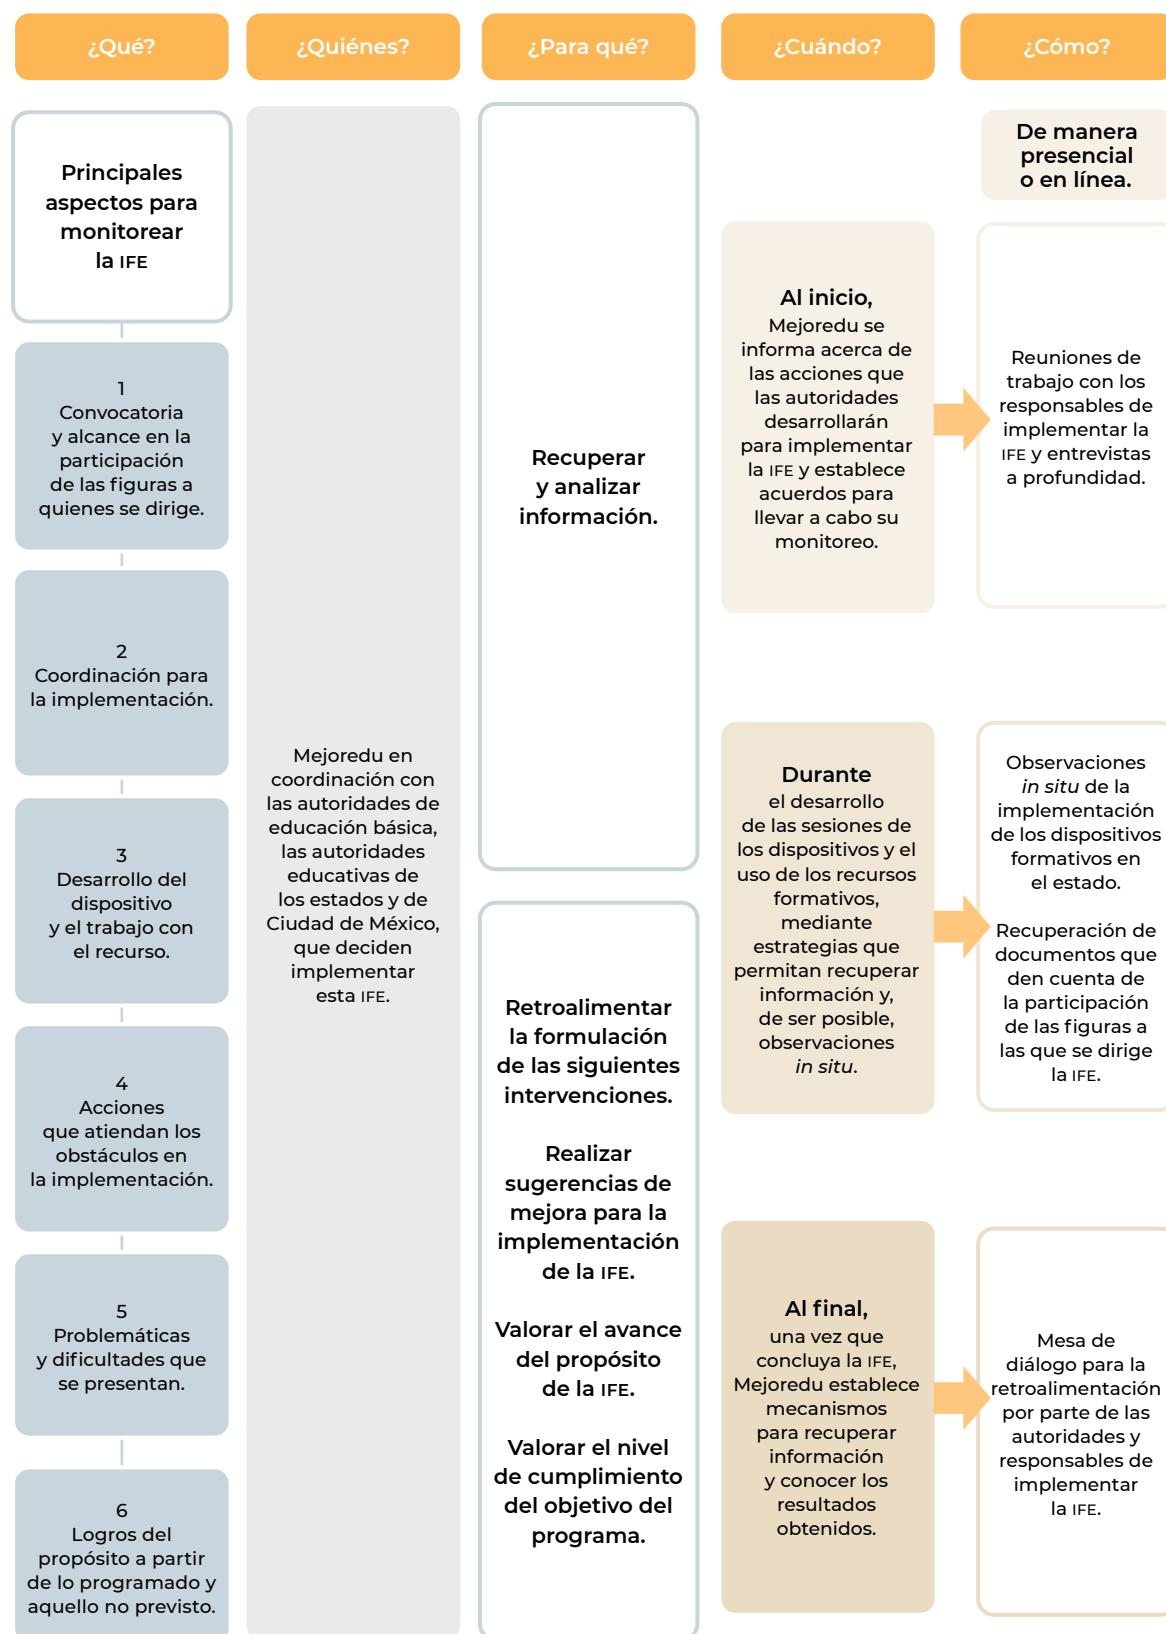 ¿Qué?
¿Quiénes?
¿Para qué?
¿Cuándo?
¿Cómo?
Principales
aspectos para
monitorear
la IFE
1
Convocatoria
y alcance en la
participación
de las figuras a
quienes se dirige.
2
Coordinación para
la implementación.
3
Desarrollo del
dispositivo
y el trabajo con
el recurso.
4
Acciones
que atiendan los
obstáculos en
la implementación.
5
Problemáticas
y dificultades que
se presentan.
6
Logros del
propósito a partir
de lo programado y
aquello no previsto.
Mejoredu en
coordinación con
las autoridades de
educación básica,
las autoridades
educativas de
los estados y de
Ciudad de México,
que deciden
implementar
esta IFE.
Recuperar
y analizar
información.
Retroalimentar
la formulación
de las siguientes
intervenciones.
Realizar
sugerencias de
mejora para la
implementación
de la IFE.
Valorar el avance
del propósito
de la IFE.
Valorar el nivel
de cumplimiento
del objetivo del
programa.
Al inicio,
Mejoredu se
informa acerca de
las acciones que
las autoridades
desarrollarán
para implementar
la IFE y establece
acuerdos para
llevar a cabo su
monitoreo.
Durante
el desarrollo
de las sesiones de
los dispositivos y el
uso de los recursos
formativos,
mediante
estrategias que
permitan recuperar
información y,
de ser posible,
observaciones
in situ.
Al final,
una vez que
concluya la IFE,
Mejoredu establece
mecanismos
para recuperar
información
y conocer los
resultados
obtenidos.
De manera
presencial
o en línea.
Reuniones de
trabajo con los
responsables de
implementar la
IFE y entrevistas
a profundidad.
Observaciones
in situ de la
implementación
de los dispositivos
formativos en
el estado.
Recuperación de
documentos que
den cuenta de
la participación
de las figuras a
las que se dirige
la IFE.
Mesa de
diálogo para la
retroalimentación
por parte de las
autoridades y
responsables de
implementar
la IFE.